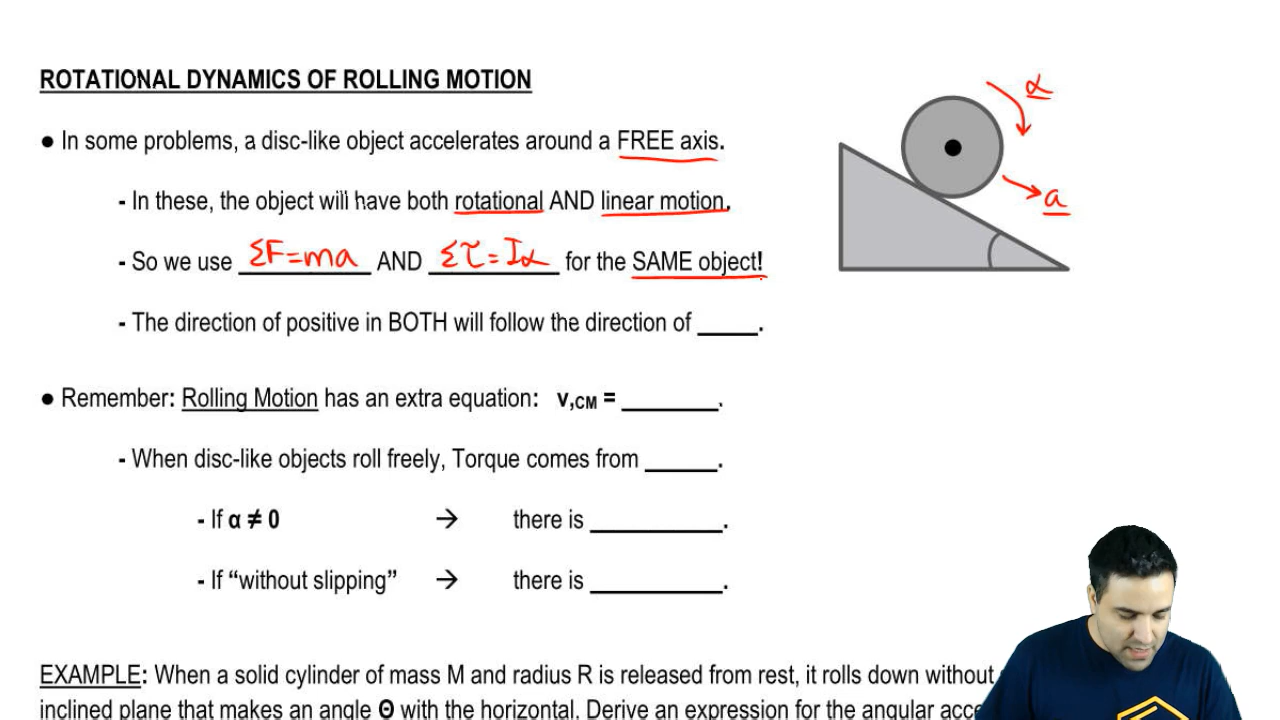 ROTATIONAL DYNAMICS OF ROLLING MOTION
● In some problems, a disc-like object accelerates around a FREE axis.
- In these, the object will have both rotational AND linear motion.
- So we use ΣF=ma AND Στ=Iα for the SAME object!
- The direction of positive in BOTH will follow the direction of _____.
α
a
● Remember: Rolling Motion has an extra equation: v,CM = _______.
- When disc-like objects roll freely, Torque comes from ______.
- If α ≠ 0 → there is ___________.
- If “without slipping” → there is ___________.
EXAMPLE: When a solid cylinder of mass M and radius R is released from rest, it rolls down without
inclined plane that makes an angle Θ with the horizontal. Derive an expression for the angular